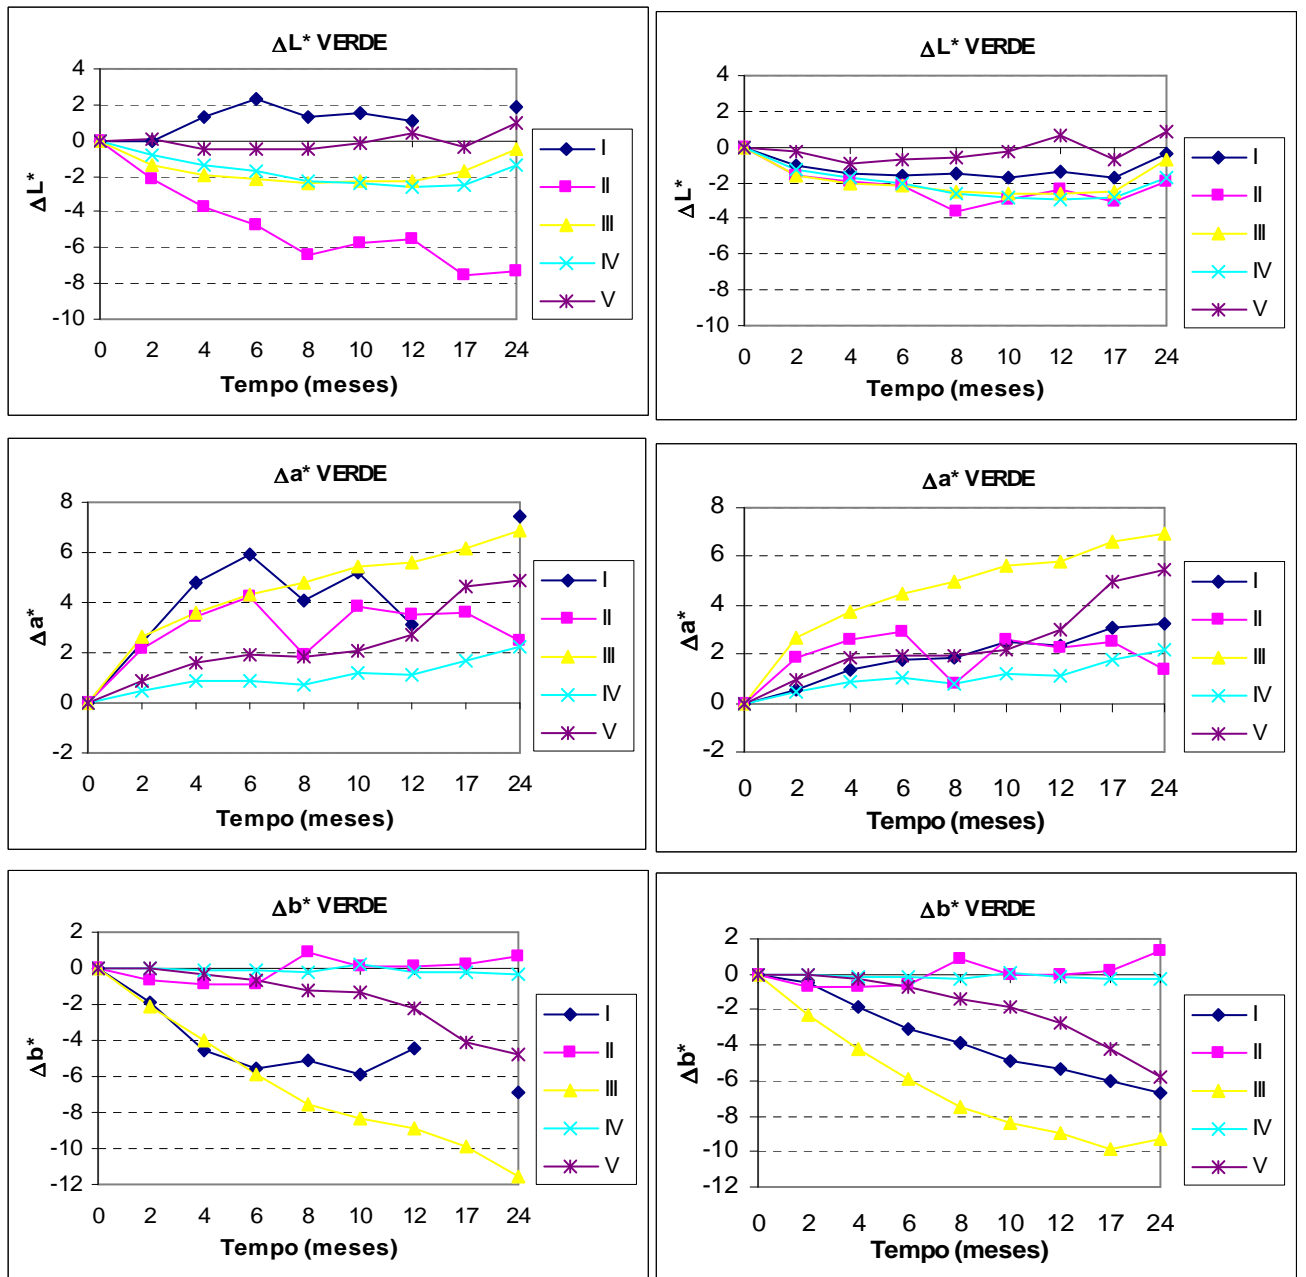 ΔL* VERDE
4
2
0
-2
-4
-6
-8
-10
ΔL*
0 2 4 6 8 10 12 17 24
Tempo (meses)
I
II
III
IV
V
ΔL* VERDE
4
2
0
-2
-4
-6
-8
-10
ΔL*
0 2 4 6 8 10 12 17 24
Tempo (meses)
I
II
III
IV
V
Δa* VERDE
8
6
4
2
0
-2
Δa*
0 2 4 6 8 10 12 17 24
Tempo (meses)
I
II
III
IV
V
Δa* VERDE
8
6
4
2
0
-2
Δa*
0 2 4 6 8 10 12 17 24
Tempo (meses)
I
II
III
IV
V
Δb* VERDE
2
0
-2
-4
-6
-8
-10
-12
Δb*
0 2 4 6 8 10 12 17 24
Tempo (meses)
I
II
III
IV
V
Δb* VERDE
2
0
-2
-4
-6
-8
-10
-12
Δb*
0 2 4 6 8 10 12 17 24
Tempo (meses)
I
II
III
IV
V